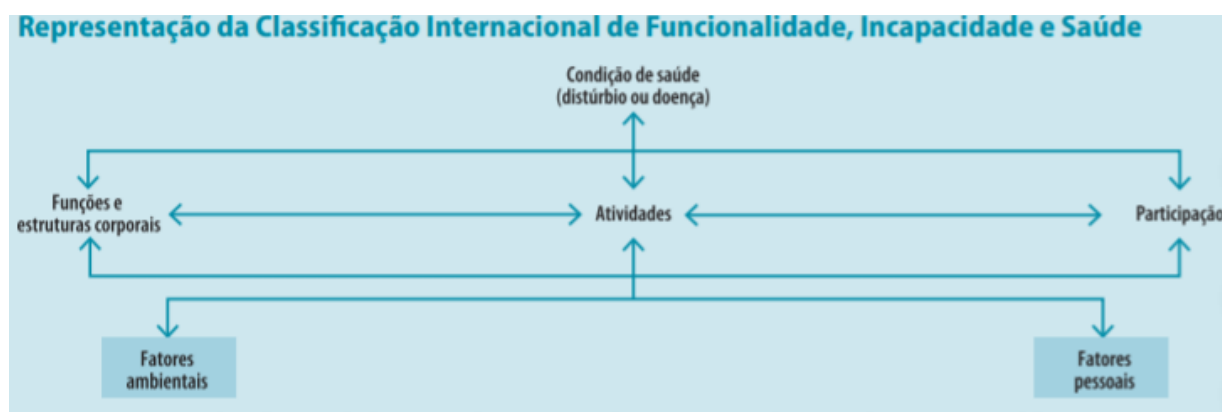 Representação da Classificação Internacional de Funcionalidade, Incapacidade e Saúde
Condição de saúde
(distúrbio ou doença)
Funções e
estruturas corporais
Atividades
Participação
Fatores
ambientais
Fatores
pessoais